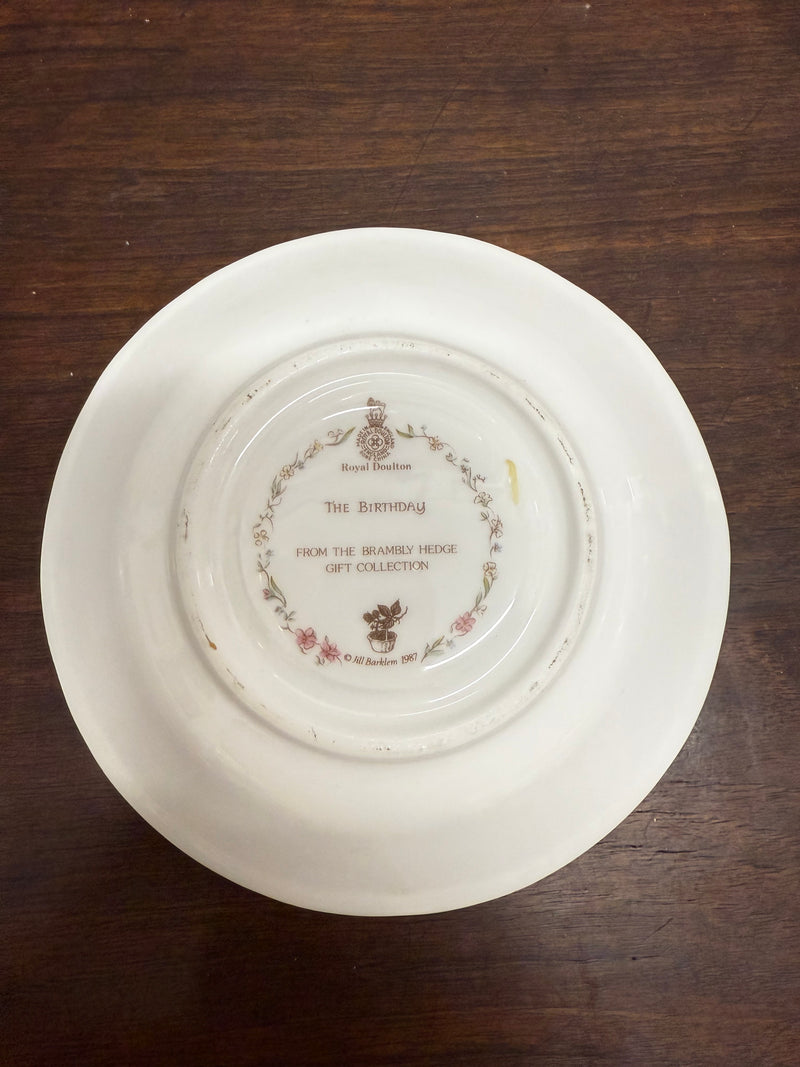 Royal Doulton
THE BIRTHDAY
FROM THE BRAMBLY HEDGE
GIFT COLLECTION
© Jill Barklem 1987